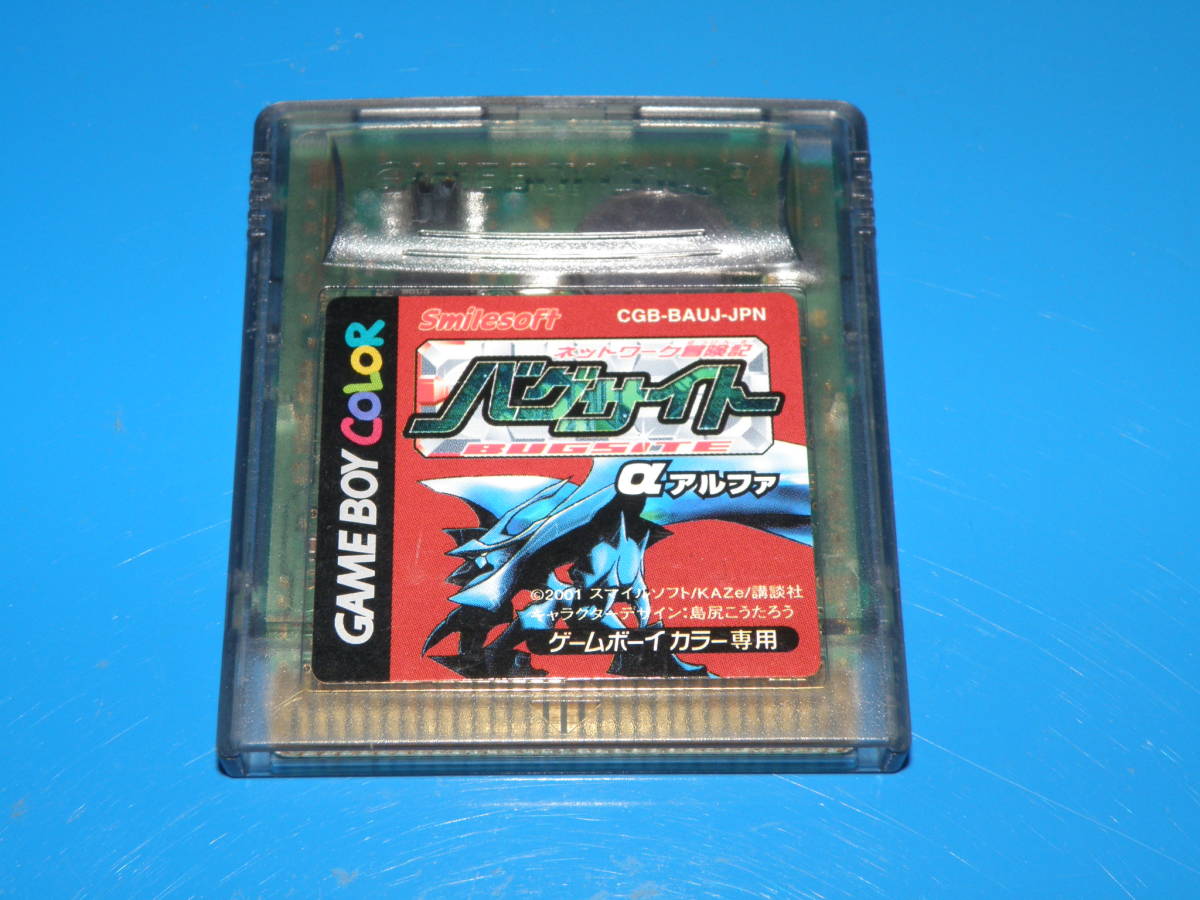 GAME BOY COLOR
GAME BOY COLOR
Smilesoft
CGB-BAUJ-JPN
ネットワーク冒険記
バグサイト
BUGSITE
αアルファ
©2001 スマイルソフト/KAZe/講談社
キャラクターデザイン：島尻こうたろう
ゲームボーイカラー専用